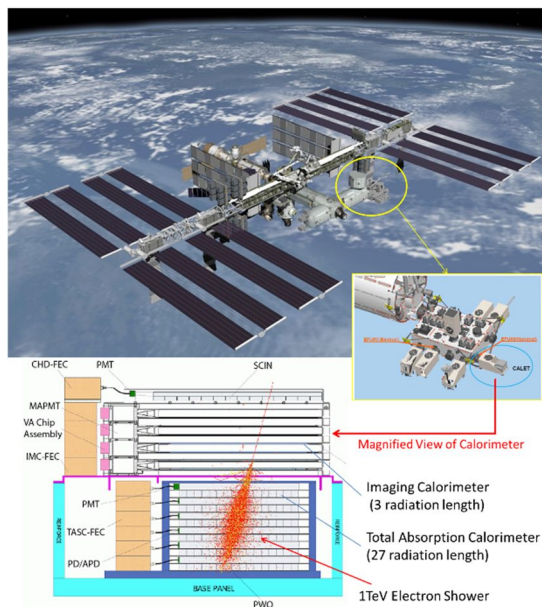 CALET
CHD-FEC
PMT
SCIN
MAPMT
VA Chip
Assembly
IMC-FEC
Magnified View of Calorimeter
Imaging Calorimeter
(3 radiation length)
PMT
TASC-FEC
Total Absorption Calorimeter
(27 radiation length)
PD/APD
BASE PANEL
1TeV Electron Shower
PWO